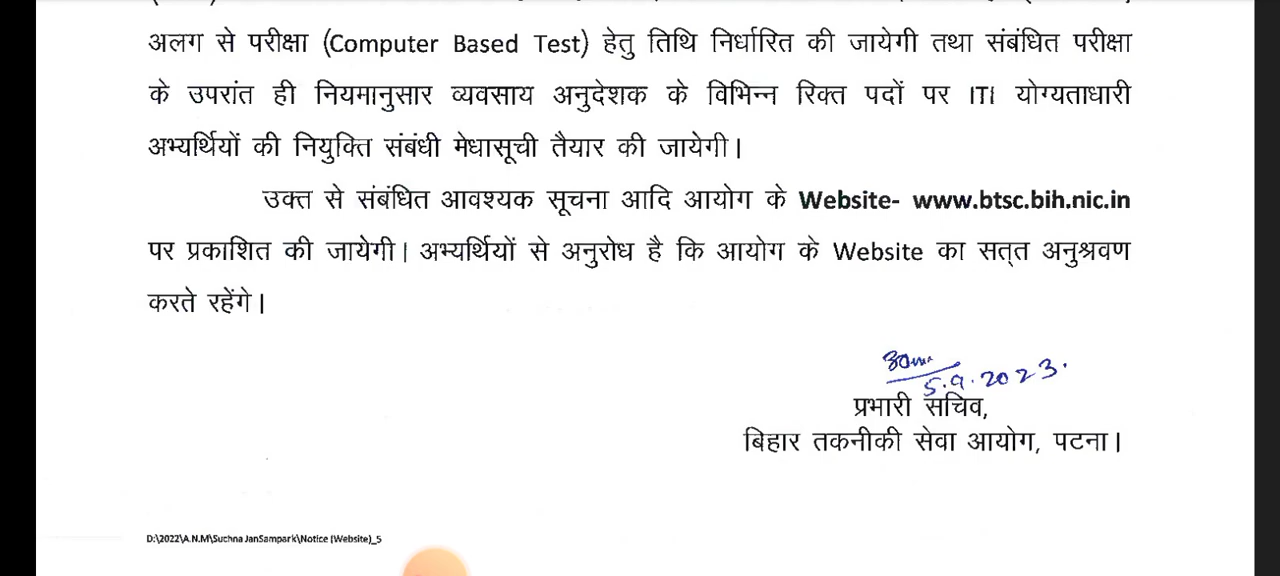 अलग से परीक्षा (Computer Based Test) हेतु तिथि निर्धारित की जायेगी तथा संबंधित परीक्षा
के उपरांत ही नियमानुसार व्यवसाय अनुदेशक के विभिन्न रिक्त पदों पर ITI योग्यताधारी
अभ्यर्थियों की नियुक्ति संबंधी मेधासूची तैयार की जायेगी।
उक्त से संबंधित आवश्यक सूचना आदि आयोग के Website- www.btsc.bih.nic.in
पर प्रकाशित की जायेगी। अभ्यर्थियों से अनुरोध है कि आयोग के Website का सत्त अनुश्रवण
करते रहेंगे।
5.9.2023.
प्रभारी सचिव,
बिहार तकनीकी सेवा आयोग, पटना।
D:\2022\A.N.M\Suchna JanSampark\Notice (Website)_5